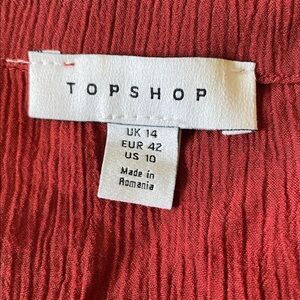 TOPSHOP
UK 14
EUR 42
US 10
Made in
Romania